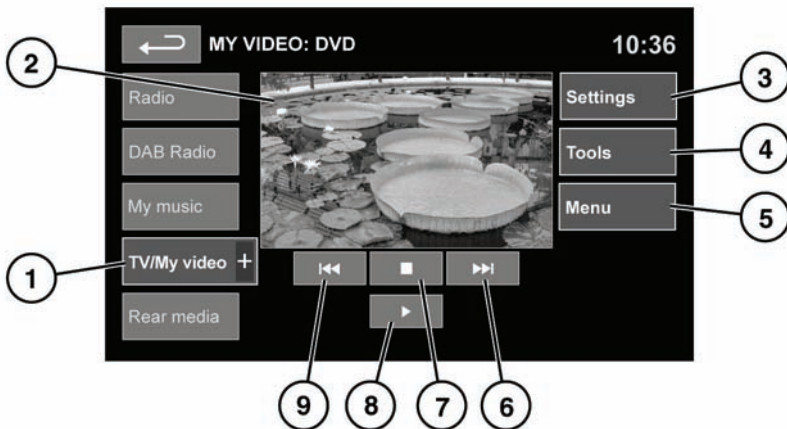 MY VIDEO: DVD 10:36
2
Radio
Settings
3
DAB Radio
Tools
4
My music
Menu
5
1
TV/My video +
Rear media
9 8 7 6